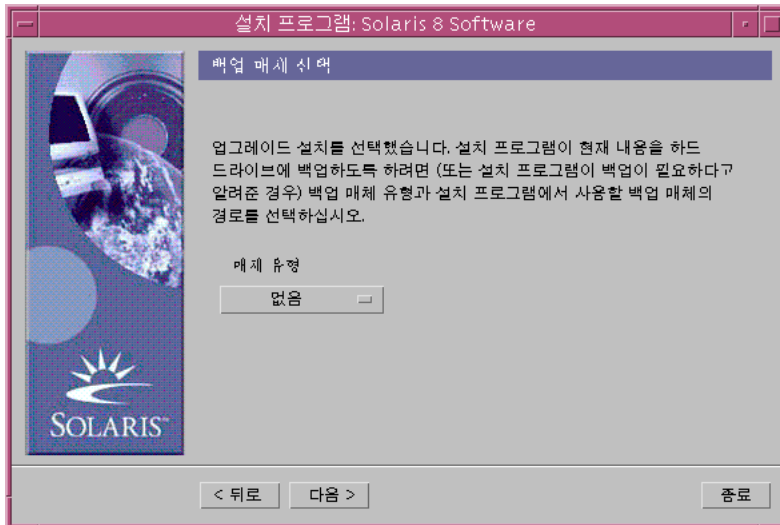 설치 프로그램: Solaris 8 Software
백업 매체 선택
업그레이드 설치를 선택했습니다. 설치 프로그램이 현재 내용을 하드
드라이브에 백업하도록 하려면 (또는 설치 프로그램이 백업이 필요하다고
알려준 경우) 백업 매체 유형과 설치 프로그램에서 사용할 백업 매체의
경로를 선택하십시오.
매체 유형
없음
SOLARIS™
< 뒤로
다음 >
종료